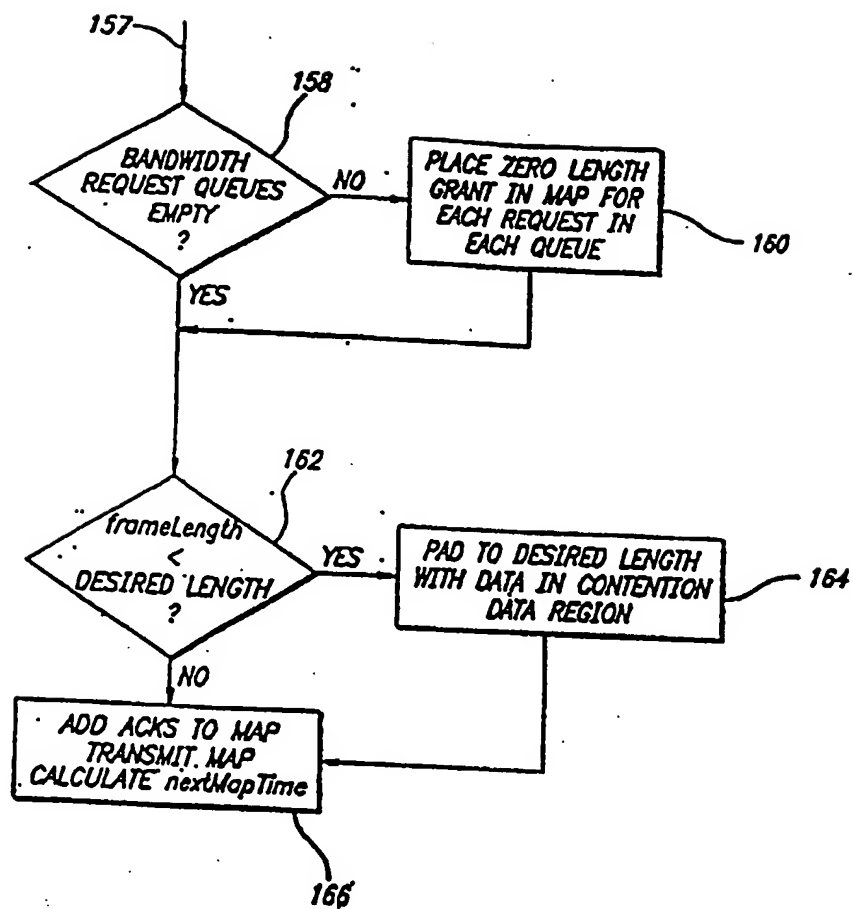 157
158
BANDWIDTH
REQUEST QUEUES
EMPTY
?
NO
PLACE ZERO LENGTH
GRANT IN MAP FOR
EACH REQUEST IN
EACH QUEUE
160
YES
162
frameLength
<
DESIRED LENGTH
?
YES
PAD TO DESIRED LENGTH
WITH DATA IN CONTENTION
DATA REGION
164
NO
ADD ACKS TO MAP
TRANSMIT MAP
CALCULATE nextMapTime
166